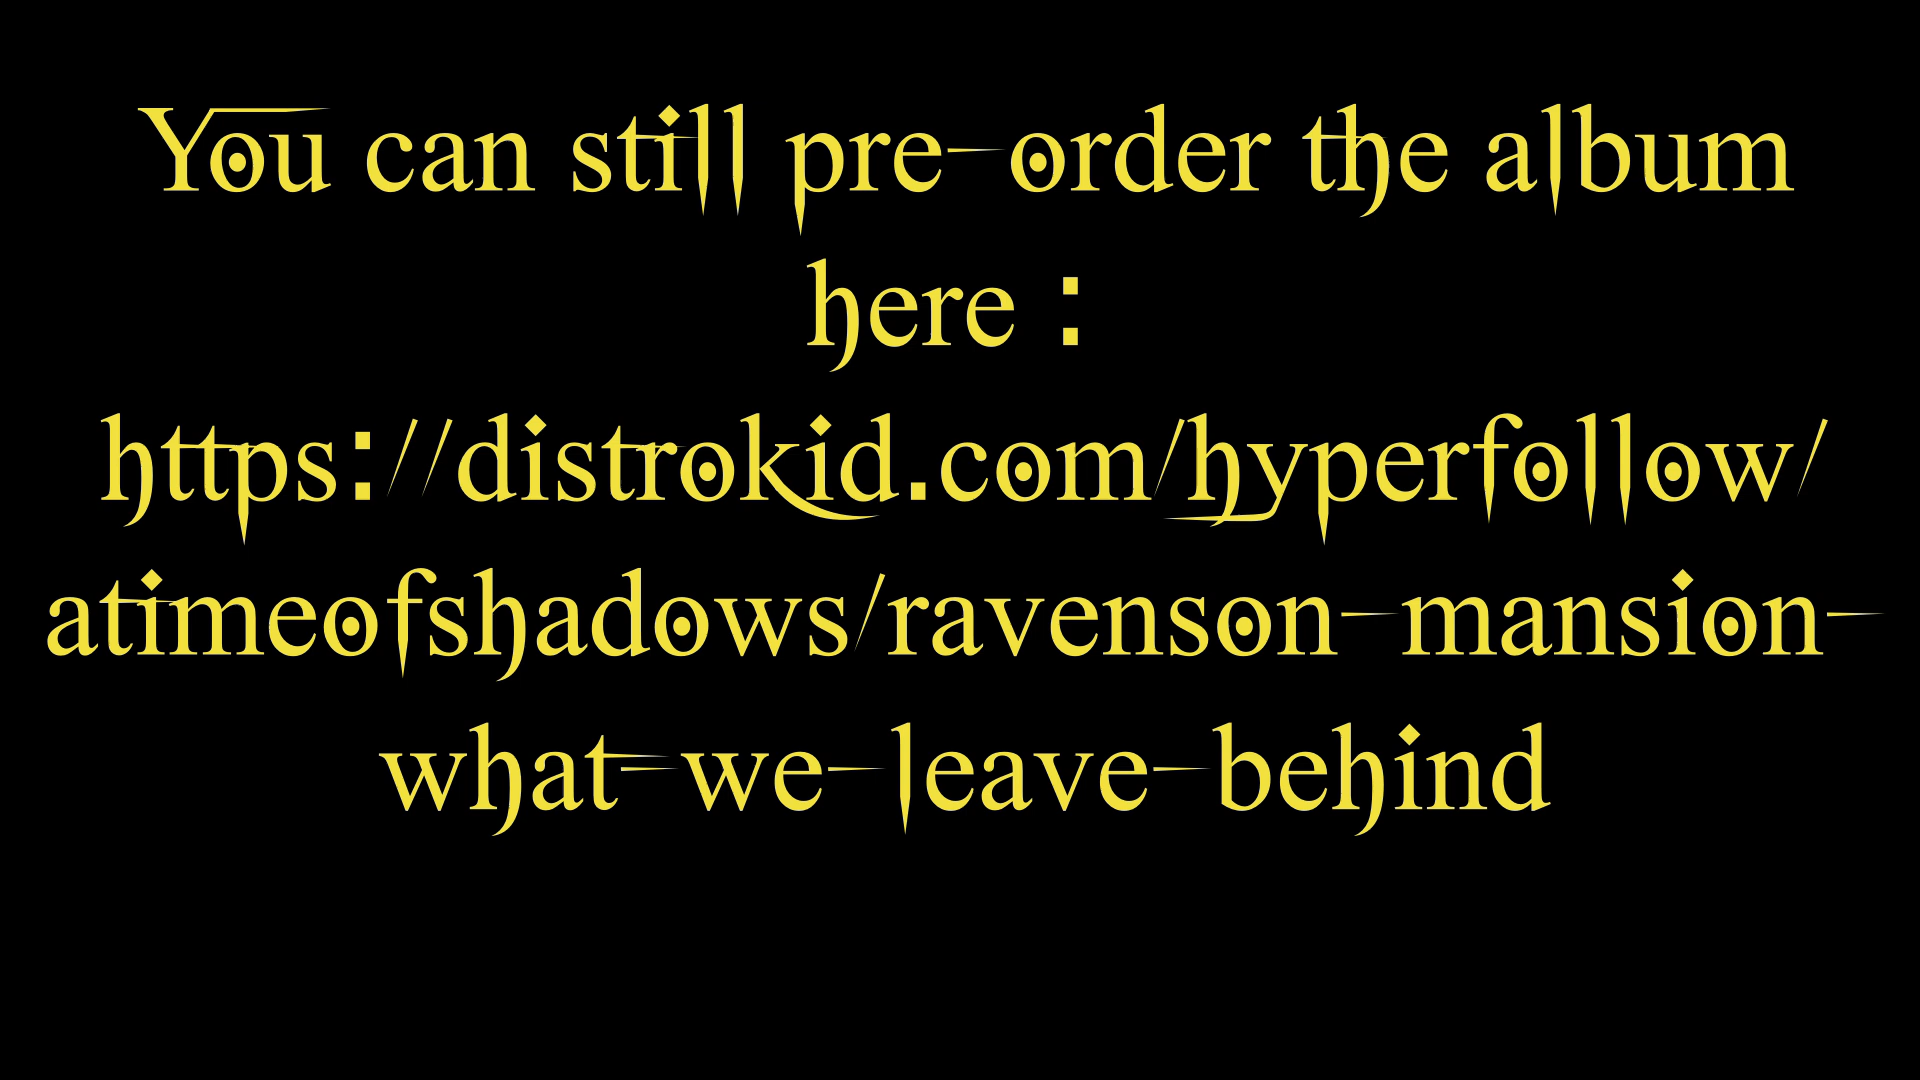 You can still pre-order the album
here :
https://distrokid.com/hyperfollow/
atimeofshadows/ravenson-mansion-
what-we-leave-behind